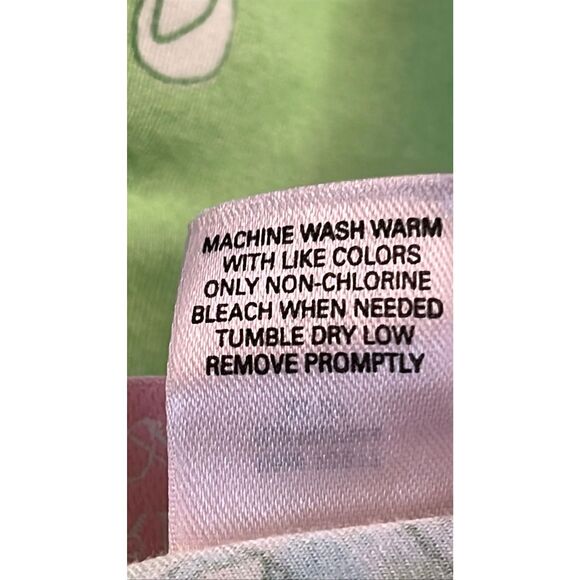 MACHINE WASH WARM
WITH LIKE COLORS
ONLY NON-CHLORINE
BLEACH WHEN NEEDED
TUMBLE DRY LOW
REMOVE PROMPTLY